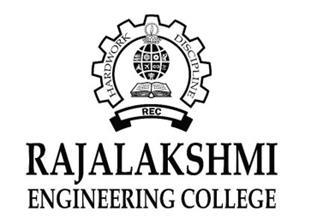 HARDWORK DISCIPLINE
REC
RAJALAKSHMI
ENGINEERING COLLEGE